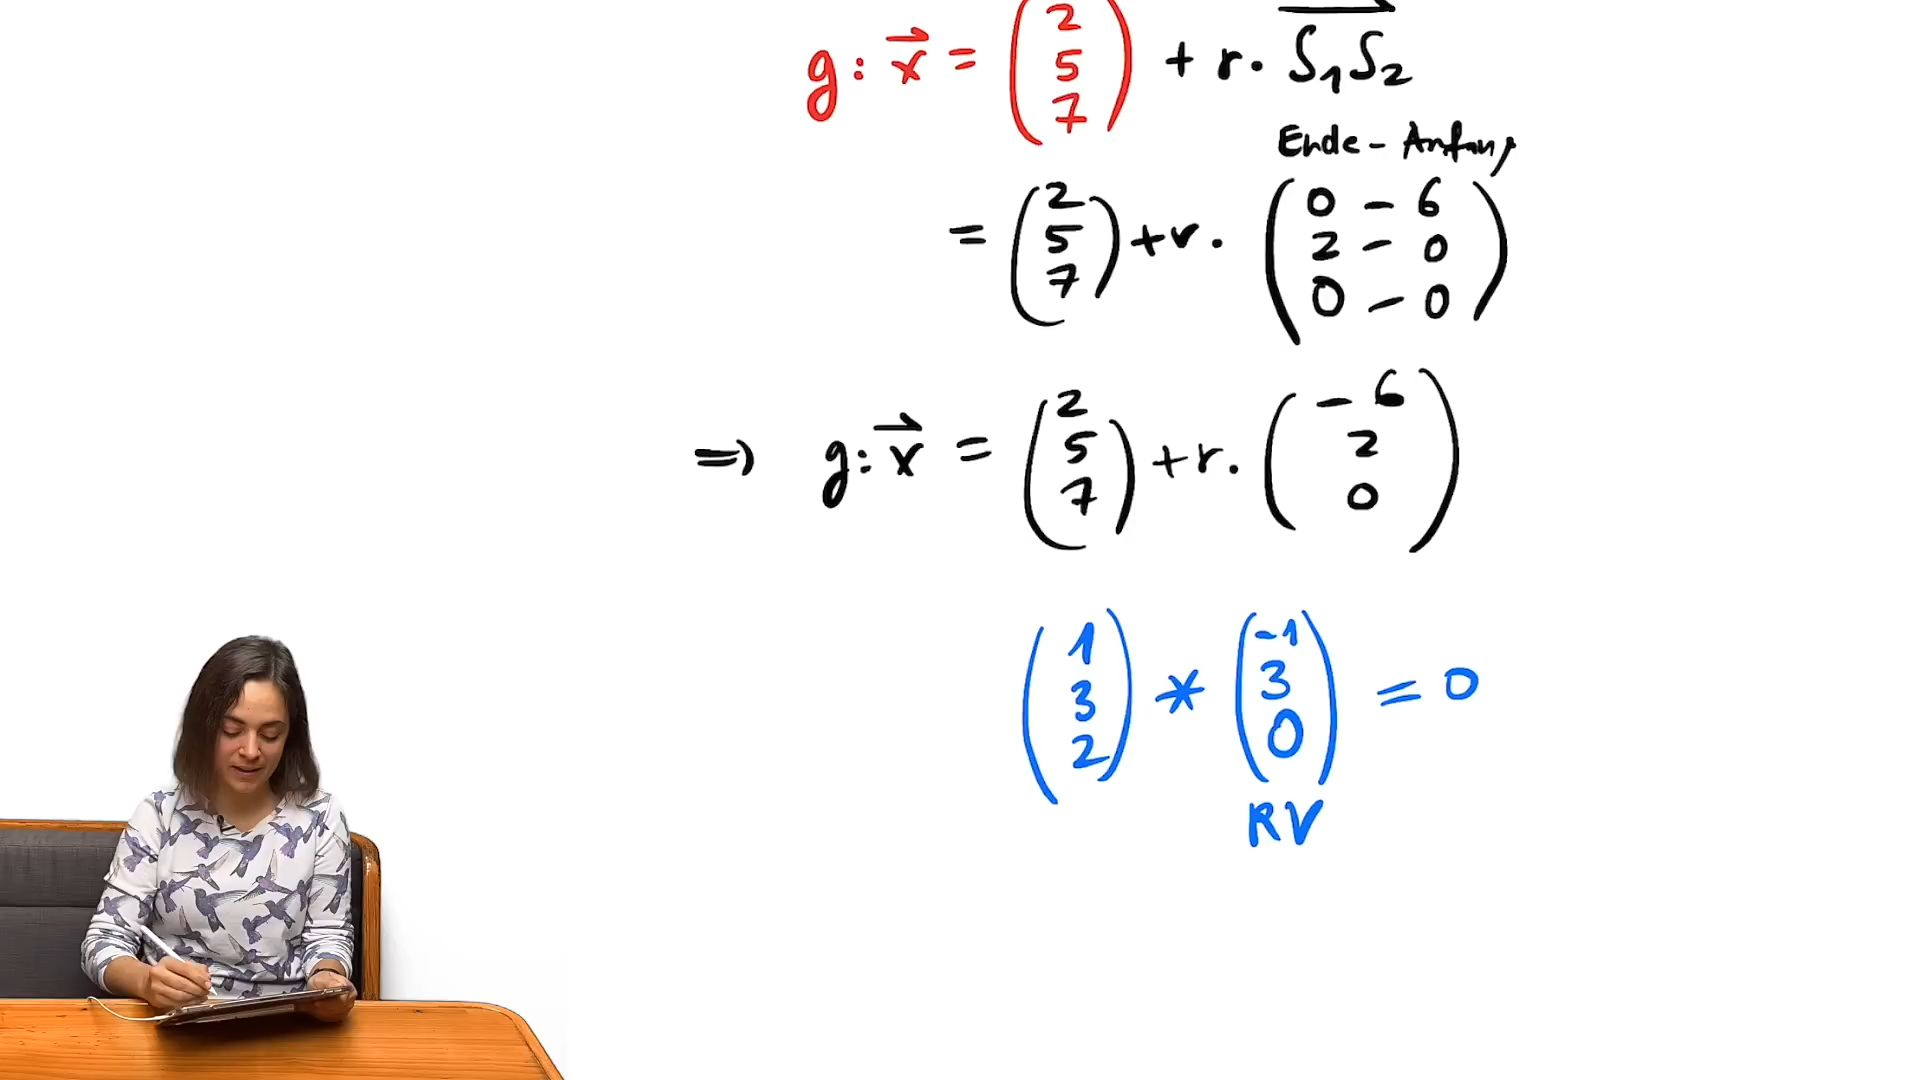 g: x⃗ = (2 5 7) + r · S₁S₂
Ende – Anfang
= (2 5 7) + r · (0 – 6 2 – 0 0 – 0)
⇒ g: x⃗ = (2 5 7) + r · (– 6 2 0)
(1 3 2) * (-1 3 0) = 0
RV